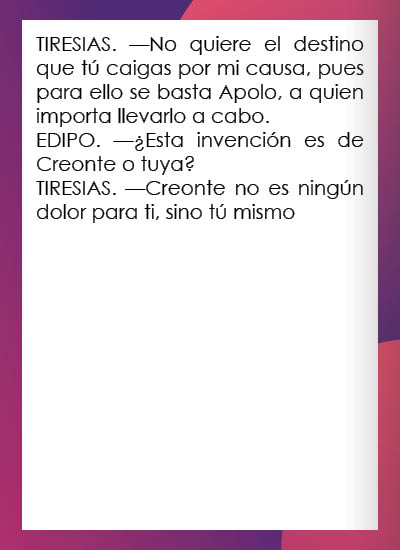 TIRESIAS. —No quiere el destino
que tú caigas por mi causa, pues
para ello se basta Apolo, a quien
importa llevarlo a cabo.
EDIPO. —¿Esta invención es de
Creonte o tuya?
TIRESIAS. —Creonte no es ningún
dolor para ti, sino tú mismo